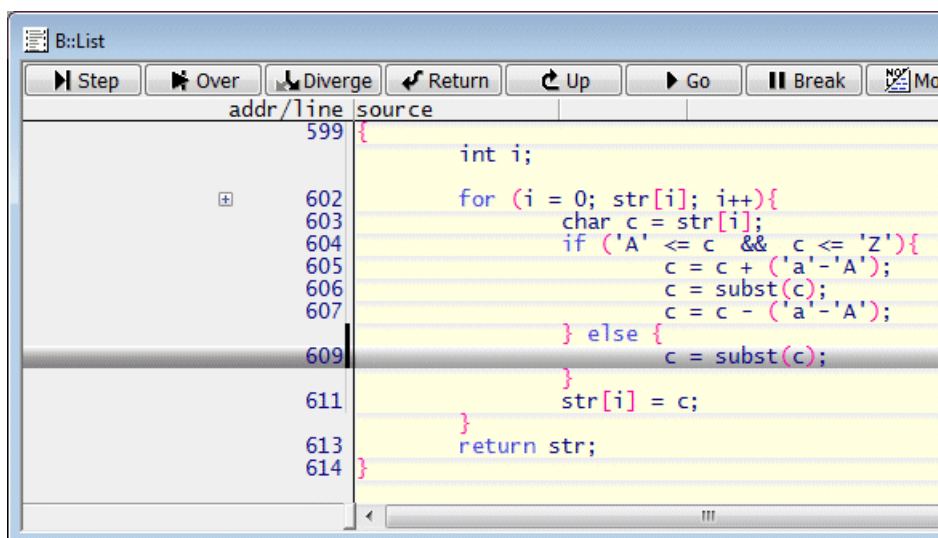 B::List
Step Over Diverge Return Up Go Break
addr/line source
599 {
int i;
602 for (i = 0; str[i]; i++){
603 char c = str[i];
604 if ('A' <= c && c <= 'Z'){
605 c = c + ('a'-'A');
606 c = subst(c);
607 c = c - ('a'-'A');
} else {
609 c = subst(c);
}
611 str[i] = c;
}
613 return str;
614 }